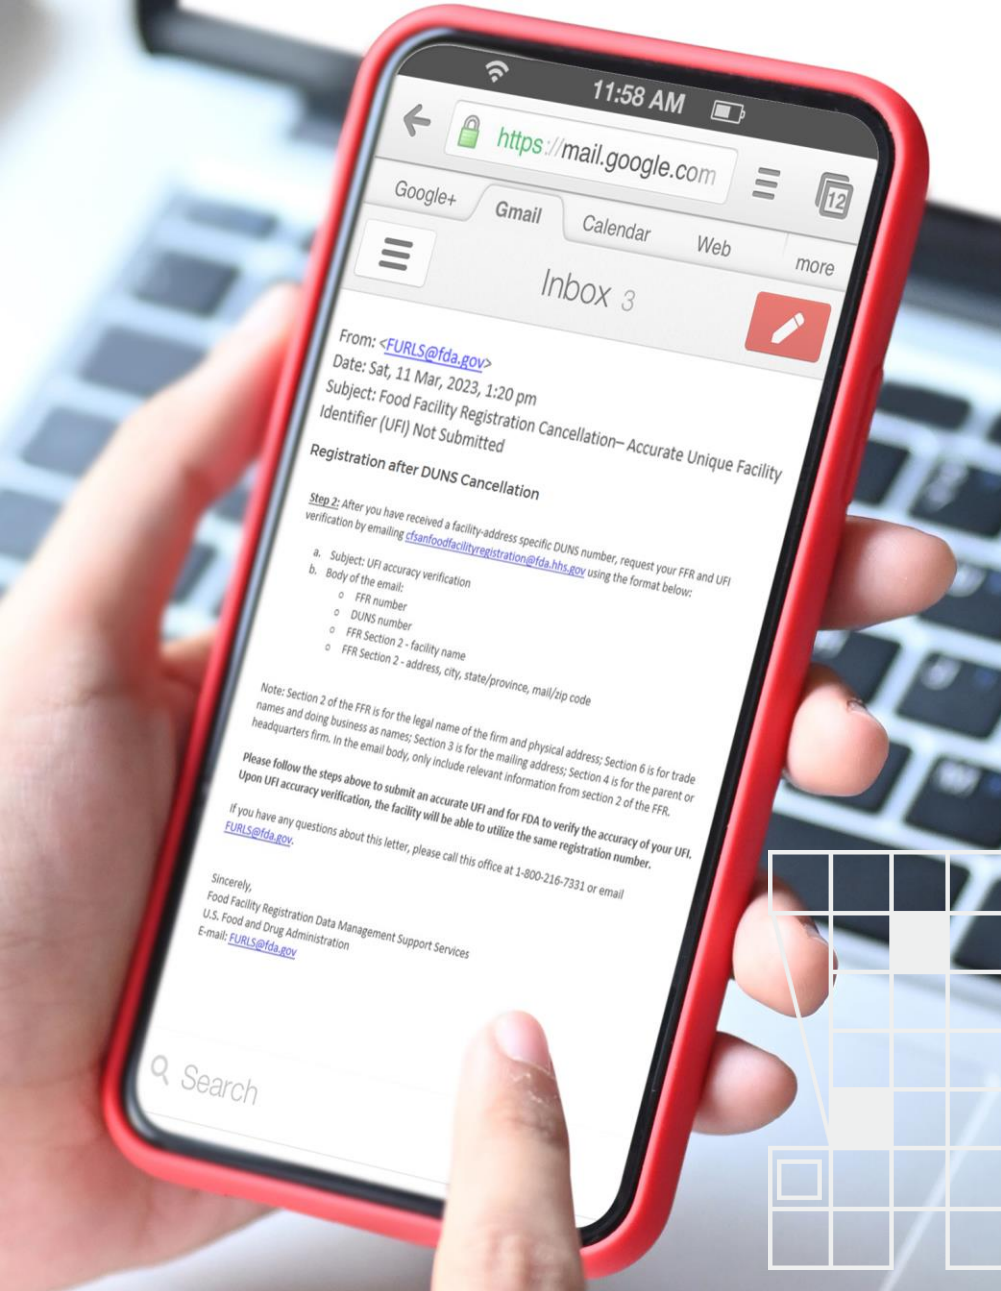 11:58 AM
https://mail.google.com
12
Google+ Gmail Calendar Web more
Inbox 3
From: <FURLS@fda.gov>
Date: Sat, 11 Mar, 2023, 1:20 pm
Subject: Food Facility Registration Cancellation– Accurate Unique Facility
Identifier (UFI) Not Submitted
Registration after DUNS Cancellation
Step 2: After you have received a facility-address specific DUNS number, request your FFR and UFI
verification by emailing cfsanfoodfacilityregistration@fda.hhs.gov using the format below:
a. Subject: UFI accuracy verification
b. Body of the email:
o FFR number
o DUNS number
o FFR Section 2 - facility name
o FFR Section 2 - address, city, state/province, mail/zip code
Note: Section 2 of the FFR is for the legal name of the firm and physical address; Section 6 is for trade
names and doing business as names; Section 3 is for the mailing address; Section 4 is for the parent or
headquarters firm. In the email body, only include relevant information from section 2 of the FFR.
Please follow the steps above to submit an accurate UFI and for FDA to verify the accuracy of your UFI.
Upon UFI accuracy verification, the facility will be able to utilize the same registration number.
If you have any questions about this letter, please call this office at 1-800-216-7331 or email
FURLS@fda.gov.
Sincerely,
Food Facility Registration Data Management Support Services
U.S. Food and Drug Administration
E-mail: FURLS@fda.gov
Search